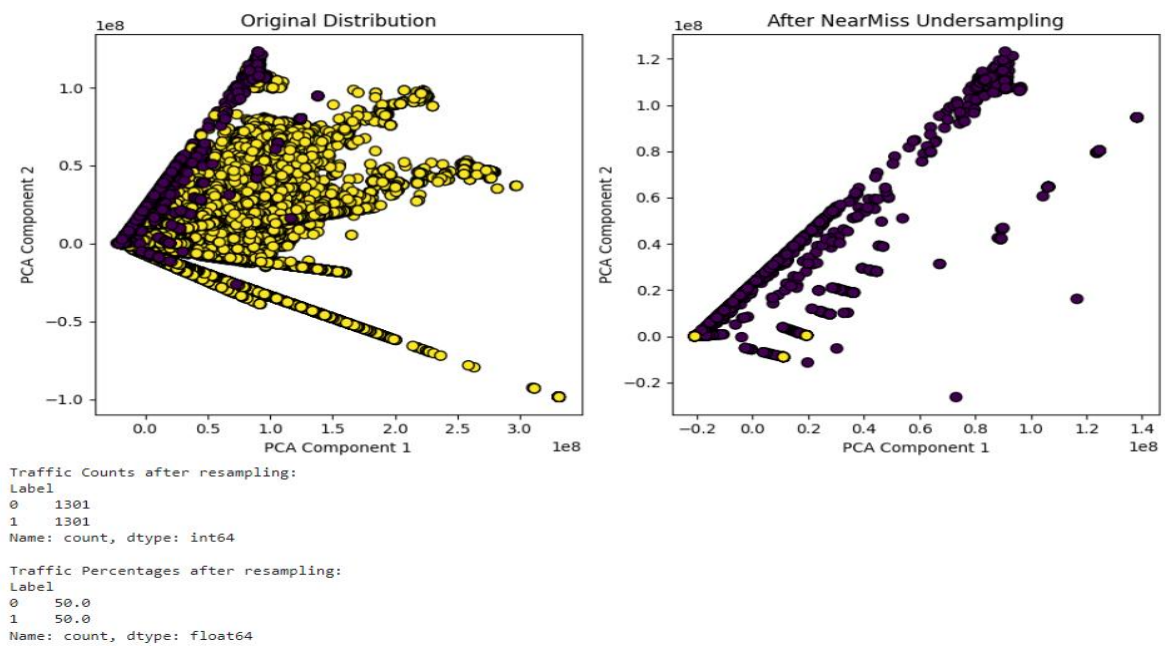 Original Distribution
1e8
1.0
0.5
0.0
−0.5
−1.0
PCA Component 2
0.0 0.5 1.0 1.5 2.0 2.5 3.0
1e8
PCA Component 1
After NearMiss Undersampling
1e8
1.2
1.0
0.8
0.6
0.4
0.2
0.0
−0.2
PCA Component 2
−0.2 0.0 0.2 0.4 0.6 0.8 1.0 1.2 1.4
1e8
PCA Component 1
Traffic Counts after resampling:
Label
0 1301
1 1301
Name: count, dtype: int64
Traffic Percentages after resampling:
Label
0 50.0
1 50.0
Name: count, dtype: float64